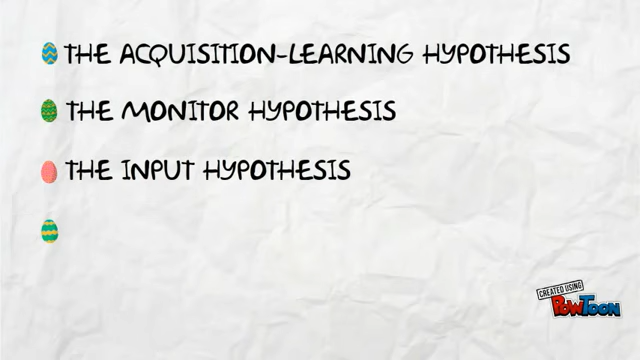 THE ACQUISITION-LEARNING HYPOTHESIS
THE MONITOR HYPOTHESIS
THE INPUT HYPOTHESIS
CREATED USING
POWTOON